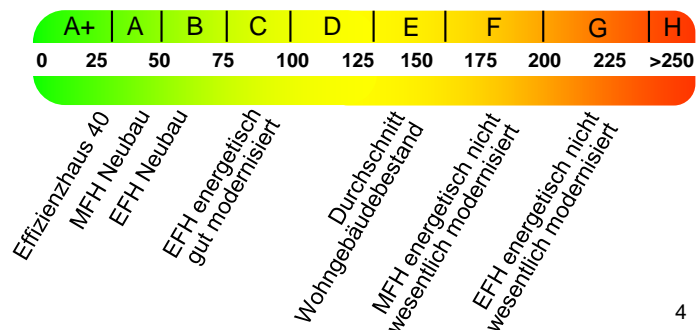 A+ A B C D E F G H
0 25 50 75 100 125 150 175 200 225 >250
Effizienzhaus 40
MFH Neubau
EFH Neubau
EFH energetisch
gut modernisiert
Durchschnitt
Wohngebäudebestand
MFH energetisch nicht
wesentlich modernisiert
EFH energetisch nicht
wesentlich modernisiert
4